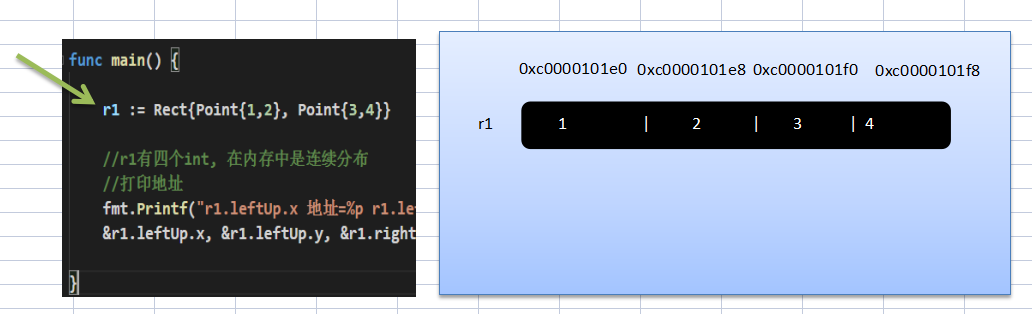 func main() {
r1 := Rect{Point{1,2}, Point{3,4}}
//r1有四个int, 在内存中是连续分布
//打印地址
fmt.Printf("r1.leftUp.x 地址=%p r1.le
&r1.leftUp.x, &r1.leftUp.y, &r1.right
}
0xc0000101e0 0xc0000101e8 0xc0000101f0 0xc0000101f8
r1 1 | 2 | 3 | 4